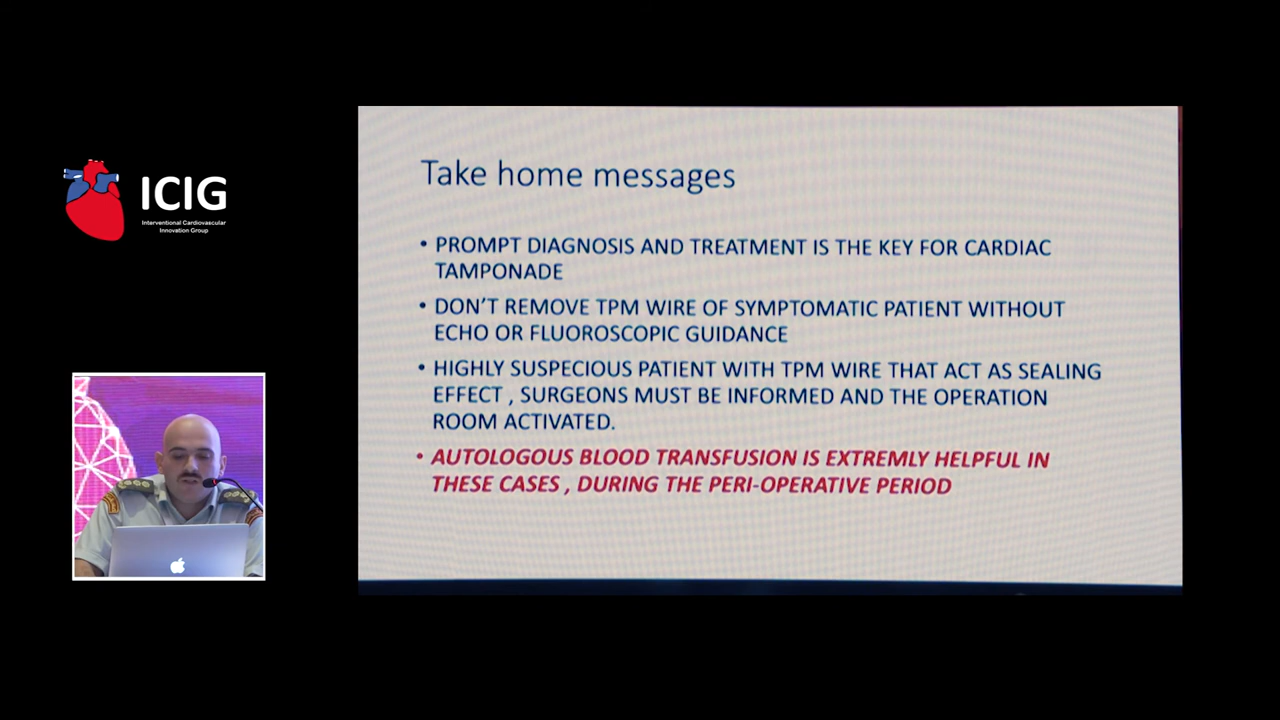 ICIG
Interventional Cardiovascular
Innovation Group
Take home messages
• PROMPT DIAGNOSIS AND TREATMENT IS THE KEY FOR CARDIAC
TAMPONADE
• DON'T REMOVE TPM WIRE OF SYMPTOMATIC PATIENT WITHOUT
ECHO OR FLUOROSCOPIC GUIDANCE
• HIGHLY SUSPECIOUS PATIENT WITH TPM WIRE THAT ACT AS SEALING
EFFECT , SURGEONS MUST BE INFORMED AND THE OPERATION
ROOM ACTIVATED.
• AUTOLOGOUS BLOOD TRANSFUSION IS EXTREMLY HELPFUL IN
THESE CASES , DURING THE PERI-OPERATIVE PERIOD